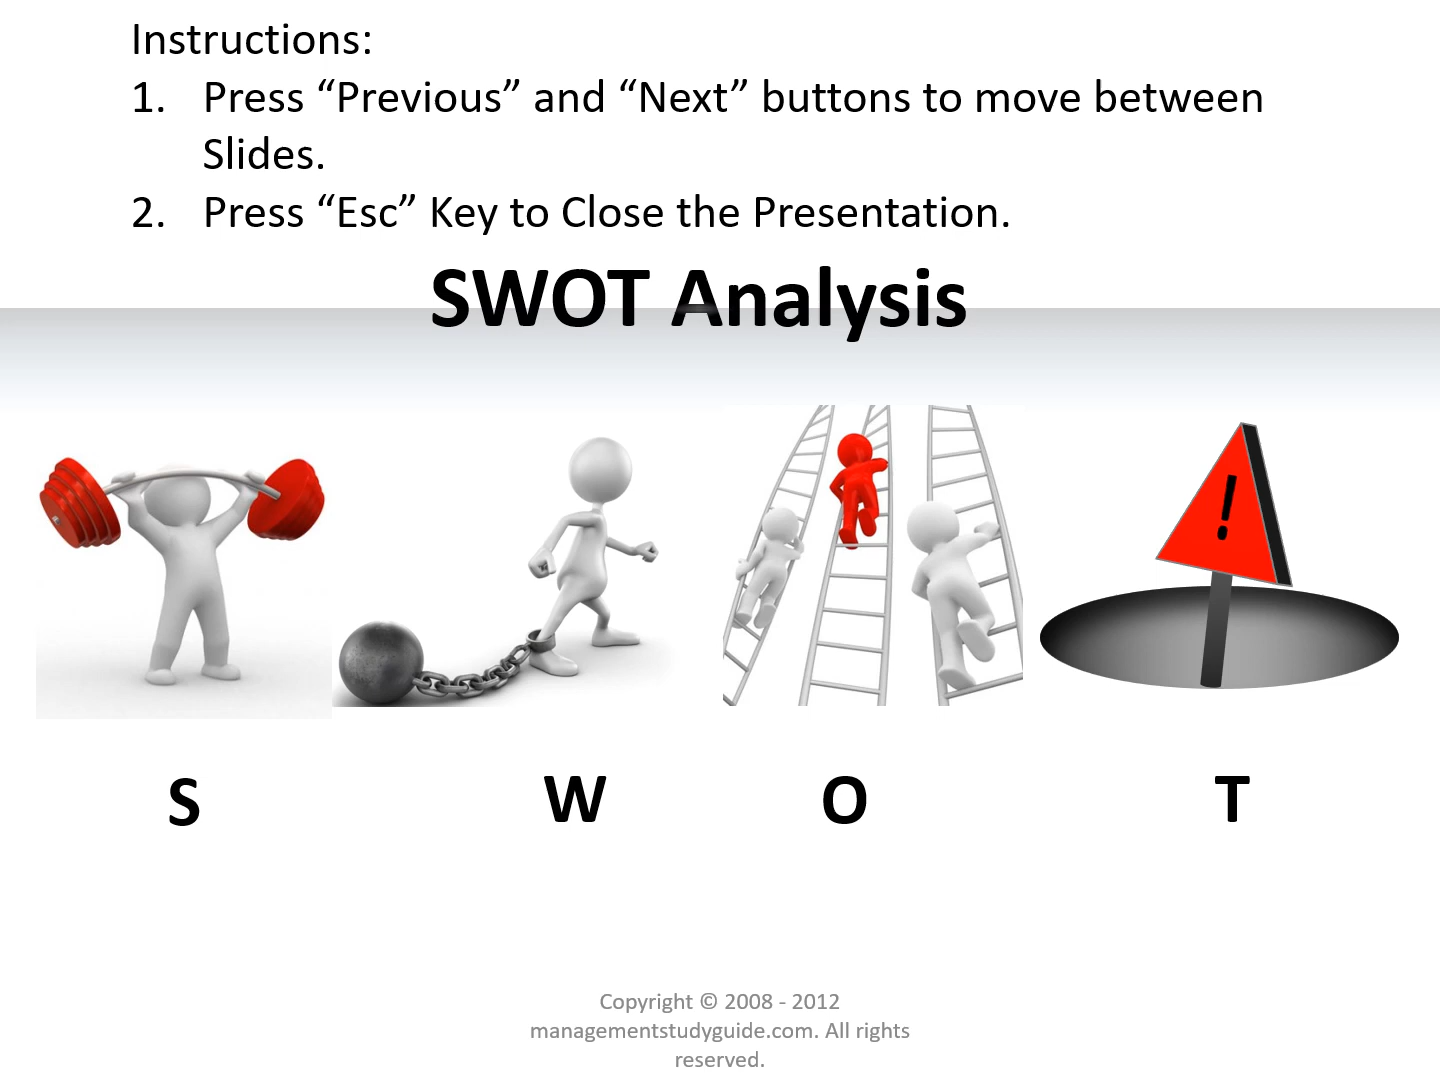 Instructions:
1. Press “Previous” and “Next” buttons to move between
Slides.
2. Press “Esc” Key to Close the Presentation.
SWOT Analysis
!
S W O T
Copyright © 2008 - 2012
managementstudyguide.com. All rights
reserved.